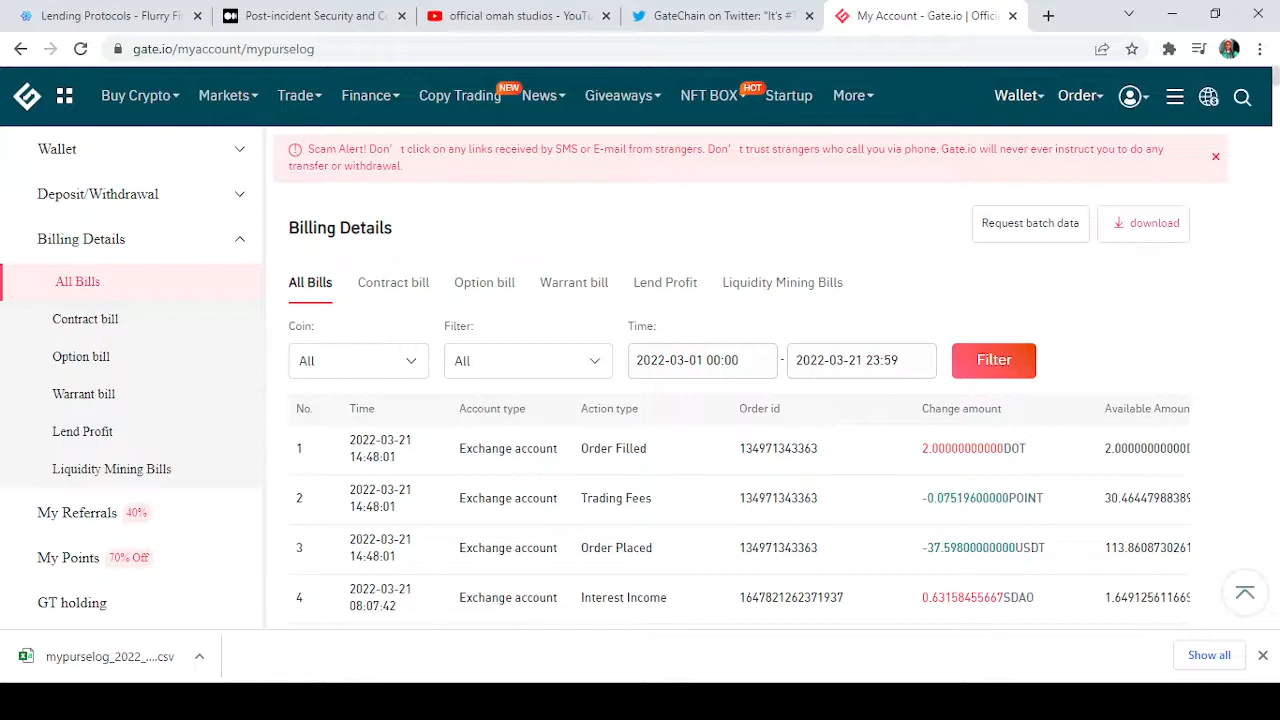 Lending Protocols - Flurry Fi
Post-incident Security and Co
official omah studios - YouTu
GateChain on Twitter: "It's #T
My Account - Gate.io | Offici
gate.io/myaccount/mypurselog
Buy Crypto
Markets
Trade
Finance
Copy Trading
NEW
News
Giveaways
NFT BOX
HOT
Startup
More
Wallet
Order
Wallet
Deposit/Withdrawal
Billing Details
All Bills
Contract bill
Option bill
Warrant bill
Lend Profit
Liquidity Mining Bills
My Referrals 40%
My Points 70% Off
GT holding
Scam Alert! Don't click on any links received by SMS or E-mail from strangers. Don't trust strangers who call you via phone. Gate.io will never ever instruct you to do any
transfer or withdrawal.
Billing Details
Request batch data
download
All Bills Contract bill Option bill Warrant bill Lend Profit Liquidity Mining Bills
Coin: Filter: Time:
All All 2022-03-01 00:00 - 2022-03-21 23:59 Filter
No. Time Account type Action type Order id Change amount Available Amoun
1 2022-03-21 14:48:01 Exchange account Order Filled 134971343363 2.00000000000DOT 2.00000000000
2 2022-03-21 14:48:01 Exchange account Trading Fees 134971343363 -0.07519600000POINT 30.46447988389
3 2022-03-21 14:48:01 Exchange account Order Placed 134971343363 -37.59800000000USDT 113.8608730261
4 2022-03-21 08:07:42 Exchange account Interest Income 1647821262371937 0.63158455667SDAO 1.649125611669
mypurselog_2022_....csv
Show all